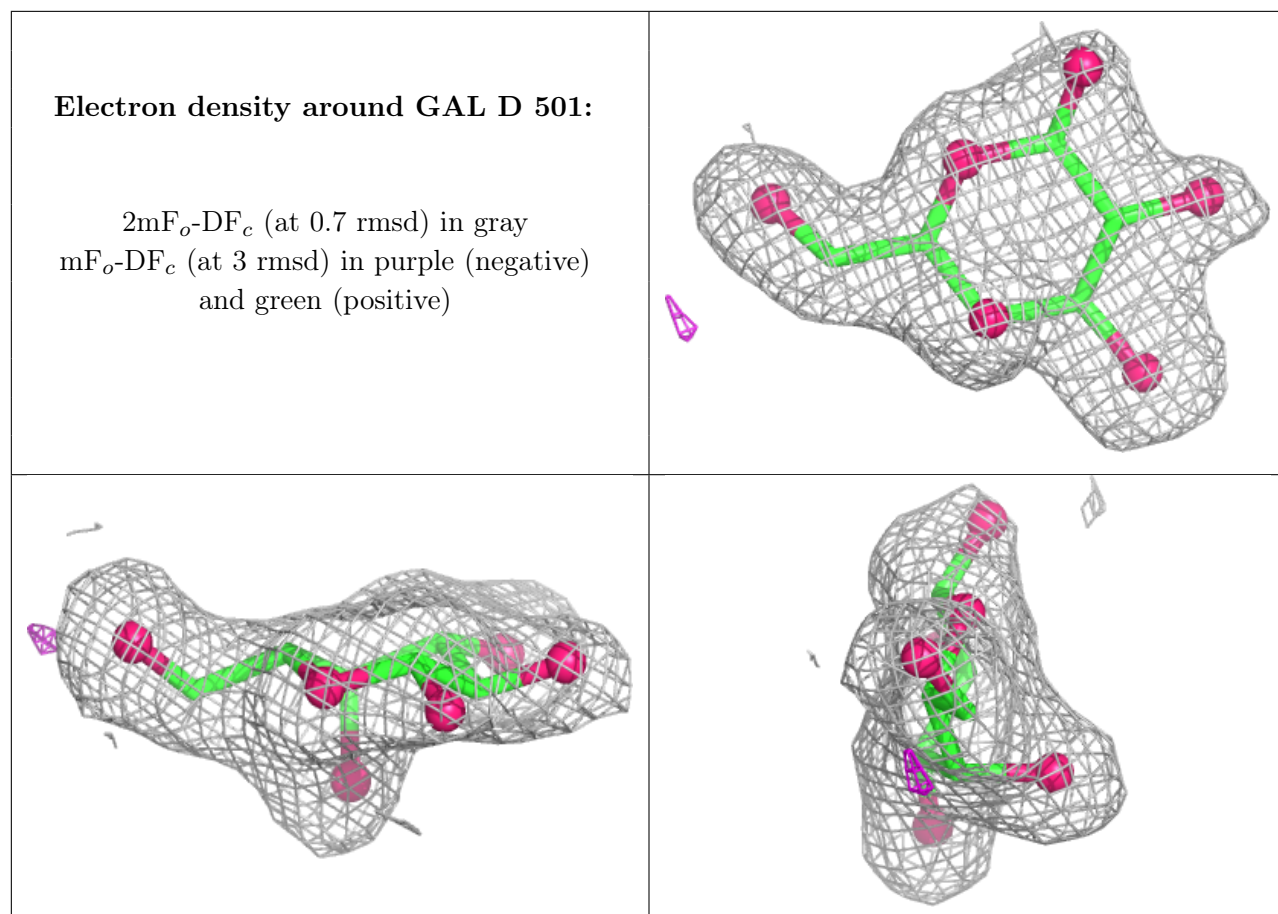 Electron density around GAL D 501:
2mFo-DFc (at 0.7 rmsd) in gray
mFo-DFc (at 3 rmsd) in purple (negative)
and green (positive)